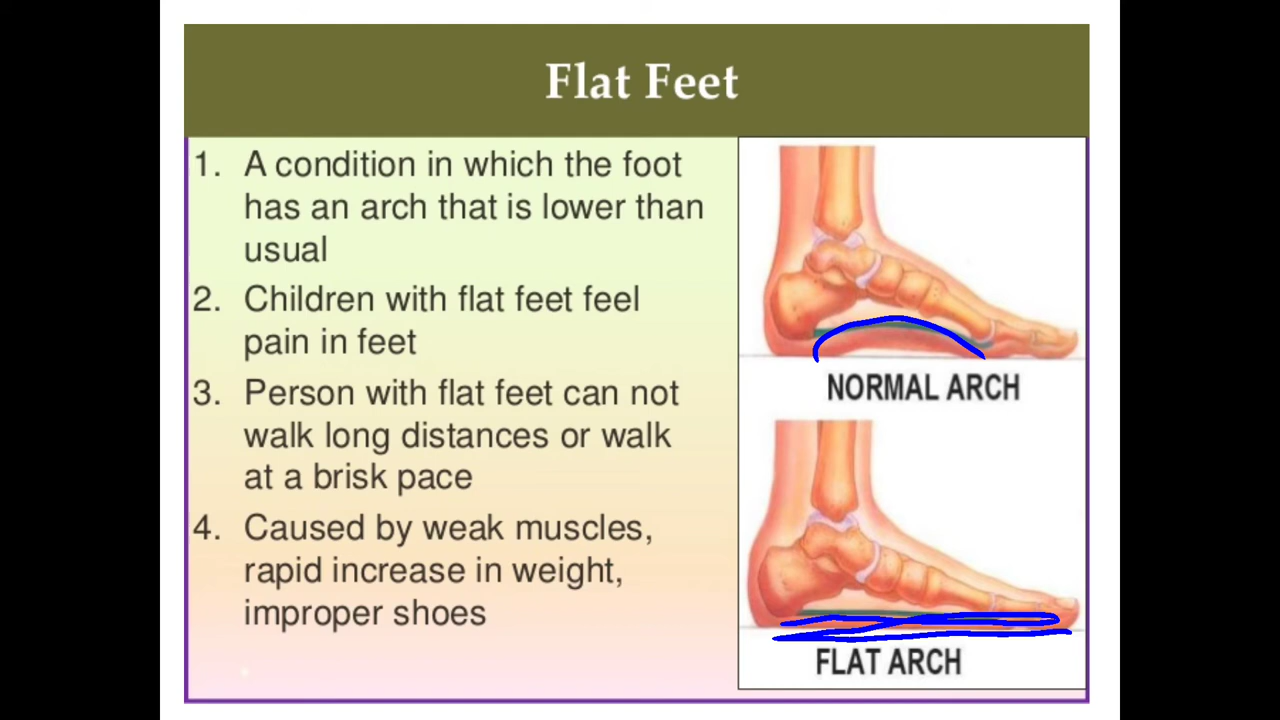 Flat Feet
1. A condition in which the foot
has an arch that is lower than
usual
2. Children with flat feet feel
pain in feet
3. Person with flat feet can not
walk long distances or walk
at a brisk pace
4. Caused by weak muscles,
rapid increase in weight,
improper shoes
NORMAL ARCH
FLAT ARCH